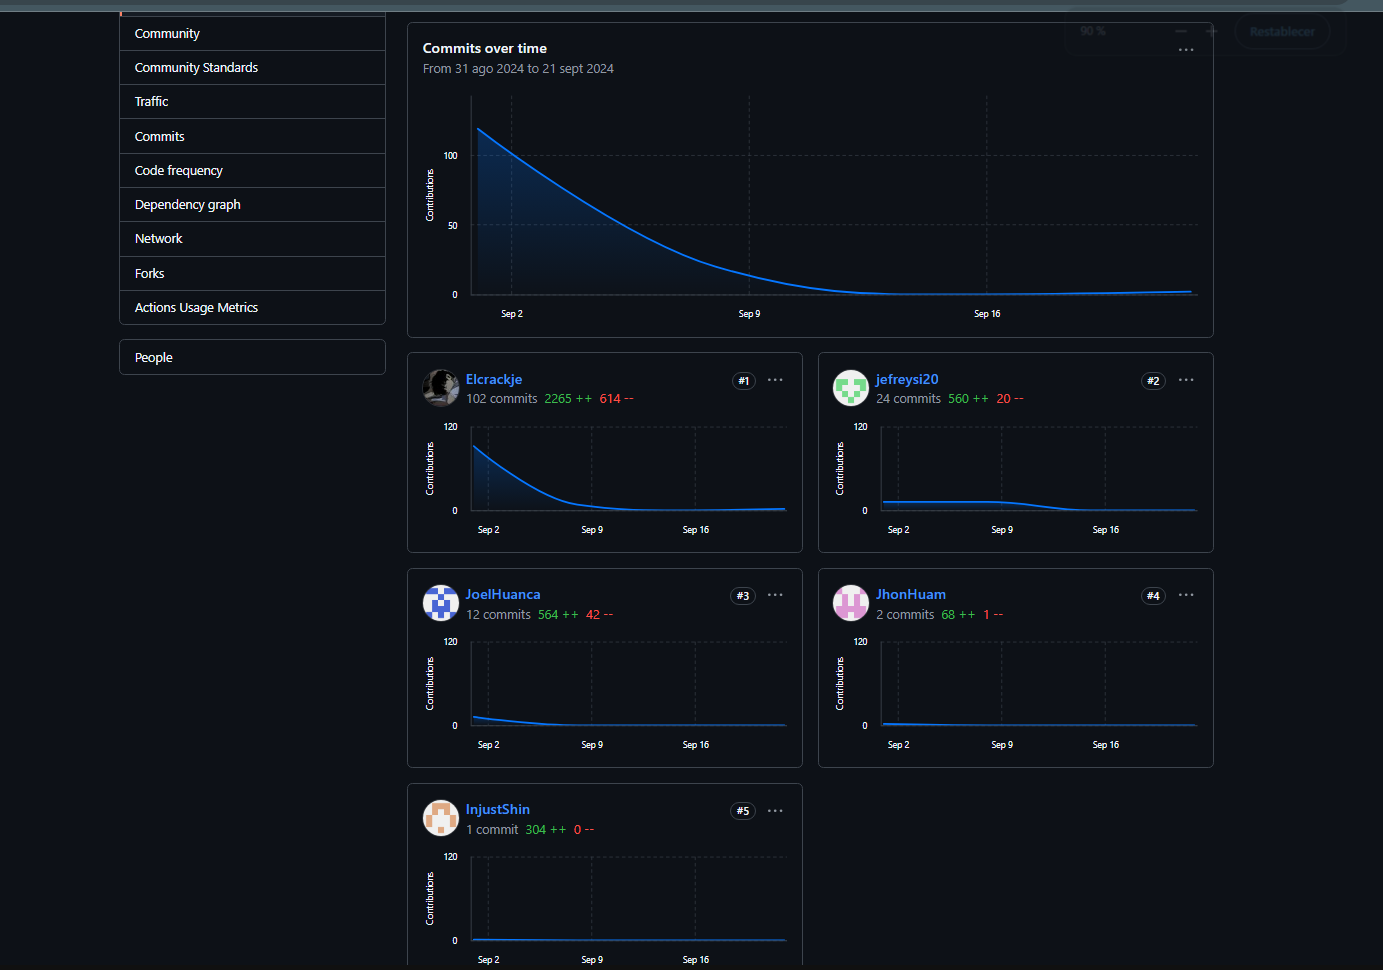 90 % — + Restablecer
Community
Community Standards
Traffic
Commits
Code frequency
Dependency graph
Network
Forks
Actions Usage Metrics
People
Commits over time
From 31 ago 2024 to 21 sept 2024
Contributions
100
50
0
Sep 2 Sep 9 Sep 16
Elcrackje #1
102 commits 2265 ++ 614 --
Contributions
120
0
Sep 2 Sep 9 Sep 16
jefreysi20 #2
24 commits 560 ++ 20 --
Contributions
120
0
Sep 2 Sep 9 Sep 16
JoelHuanca #3
12 commits 564 ++ 42 --
Contributions
120
0
Sep 2 Sep 9 Sep 16
JhonHuam #4
2 commits 68 ++ 1 --
Contributions
120
0
Sep 2 Sep 9 Sep 16
InjustShin #5
1 commit 304 ++ 0 --
Contributions
120
0
Sep 2 Sep 9 Sep 16